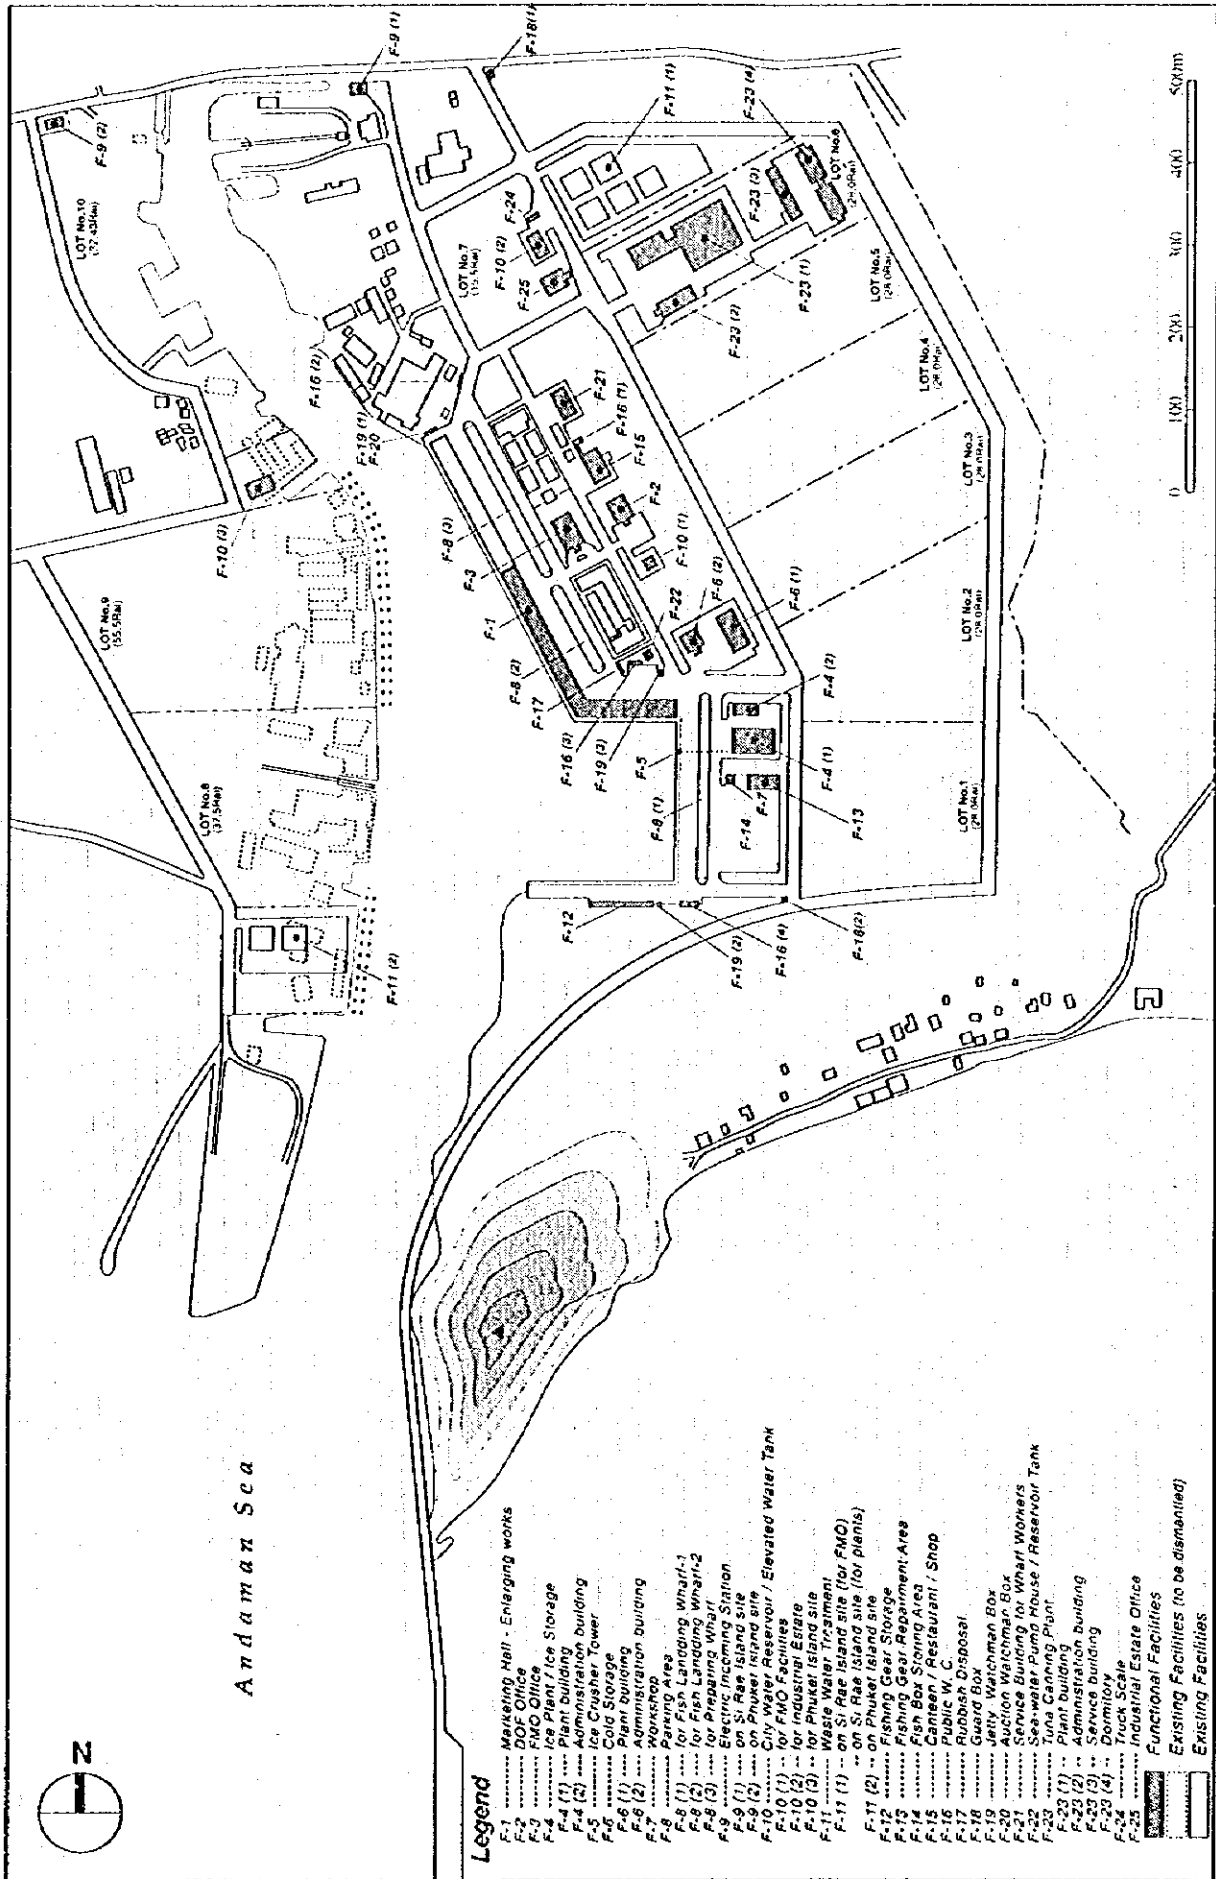 N
Andaman Sea
Legend
F-1 ........ Marketing Hall - Enlarging works
F-2 ........ DOF Office
F-3 ........ FMO Office
F-4 ........ Ice Plant / Ice Storage
F-4 (1) ---- Plant building
F-4 (2) ---- Administration building
F-5 ........ Ice Crusher Tower
F-6 ........ Cold Storage
F-6 (1) ---- Plant building
F-6 (2) ---- Administration building
F-7 ........ Workshop
F-8 ........ Parking Area
F-8 (1) ---- for Fish Landing Wharf-1
F-8 (2) ---- for Fish Landing Wharf-2
F-8 (3) ---- for Preparing Wharf
F-9 ........ Electric Incoming Station
F-9 (1) ---- on Si Rae Island site
F-9 (2) ---- on Phuket Island site
F-10 ........ City Water Reservoir / Elevated Water Tank
F-10 (1) -- for FMO Facilities
F-10 (2) -- for Industrial Estate
F-10 (3) -- for Phuket Island site
F-11 ........ Waste Water Treatment
F-11 (1) -- on Si Rae Island site (for FMO)
-- on Si Rae Island site (for plants)
F-11 (2) -- on Phuket Island site
F-12 ........ Fishing Gear Storage
F-13 ........ Fishing Gear Repairment Area
F-14 ........ Fish Box Storing Area
F-15 ........ Canteen / Restaurant / Shop
F-16 ........ Public W. C.
F-17 ........ Rubbish Disposal
F-18 ........ Guard Box
F-19 ........ Jetty Watchman Box
F-20 ........ Auction Watchman Box
F-21 ........ Service Building for Wharf Workers
F-22 ........ Sea-water Pump House / Reservoir Tank
F-23 ........ Tuna Canning Plant
F-23 (1) -- Plant building
F-23 (2) -- Administration building
F-23 (3) -- Service building
F-23 (4) -- Dormitory
F-24 ........ Truck Scale
F-25 ........ Industrial Estate Office
Functional Facilities
Existing Facilities (to be dismantled)
Existing Facilities
F-11 (2)
LOT No.8
(37.5Rai)
LOT No.9
(55.5Rai)
F-10 (3)
LOT No.10
F-9 (2)
F-9 (1)
F-18(1)
F-16 (2)
F-19 (1)
F-20
F-8 (3)
F-3
F-1
F-8 (2)
F-17
F-16 (3)
F-19 (3)
F-5
F-8 (1)
F-12
F-19 (2)
F-16 (4)
F-18(2)
F-14
F-7
F-13
F-4 (1)
F-4 (2)
F-6 (1)
F-6 (2)
F-22
F-10 (1)
F-2
F-15
F-16 (1)
F-21
LOT No.7
(15.5Rai)
F-25
F-10 (2)
F-24
F-11 (1)
F-23 (4)
F-23 (3)
F-23 (1)
F-23 (2)
LOT No.6
(28.0Rai)
LOT No.5
(28.0Rai)
LOT No.4
(28.0Rai)
LOT No.3
(28.0Rai)
LOT No.2
(28.0Rai)
LOT No.1
(28.0Rai)
0 100 200 300 400 500m